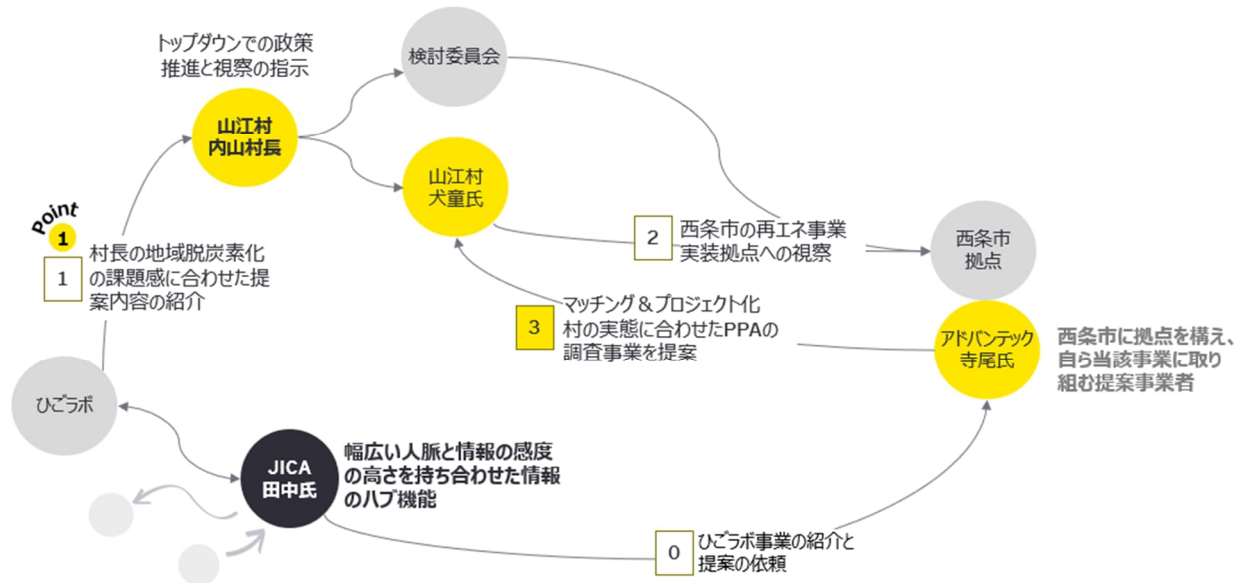 トップダウンでの政策
推進と視察の指示
検討委員会
山江村
内山村長
山江村
犬童氏
Point
1
1
村長の地域脱炭素化
の課題感に合わせた提
案内容の紹介
2
西条市の再エネ事業
実装拠点への視察
西条市
拠点
3
マッチング＆プロジェクト化
村の実態に合わせたPPAの
調査事業を提案
アドバンテック
寺尾氏
西条市に拠点を構え、
自ら当該事業に取り
組む提案事業者
ひごラボ
JICA
田中氏
幅広い人脈と情報の感度
の高さを持ち合わせた情報
のハブ機能
0
ひごラボ事業の紹介と
提案の依頼